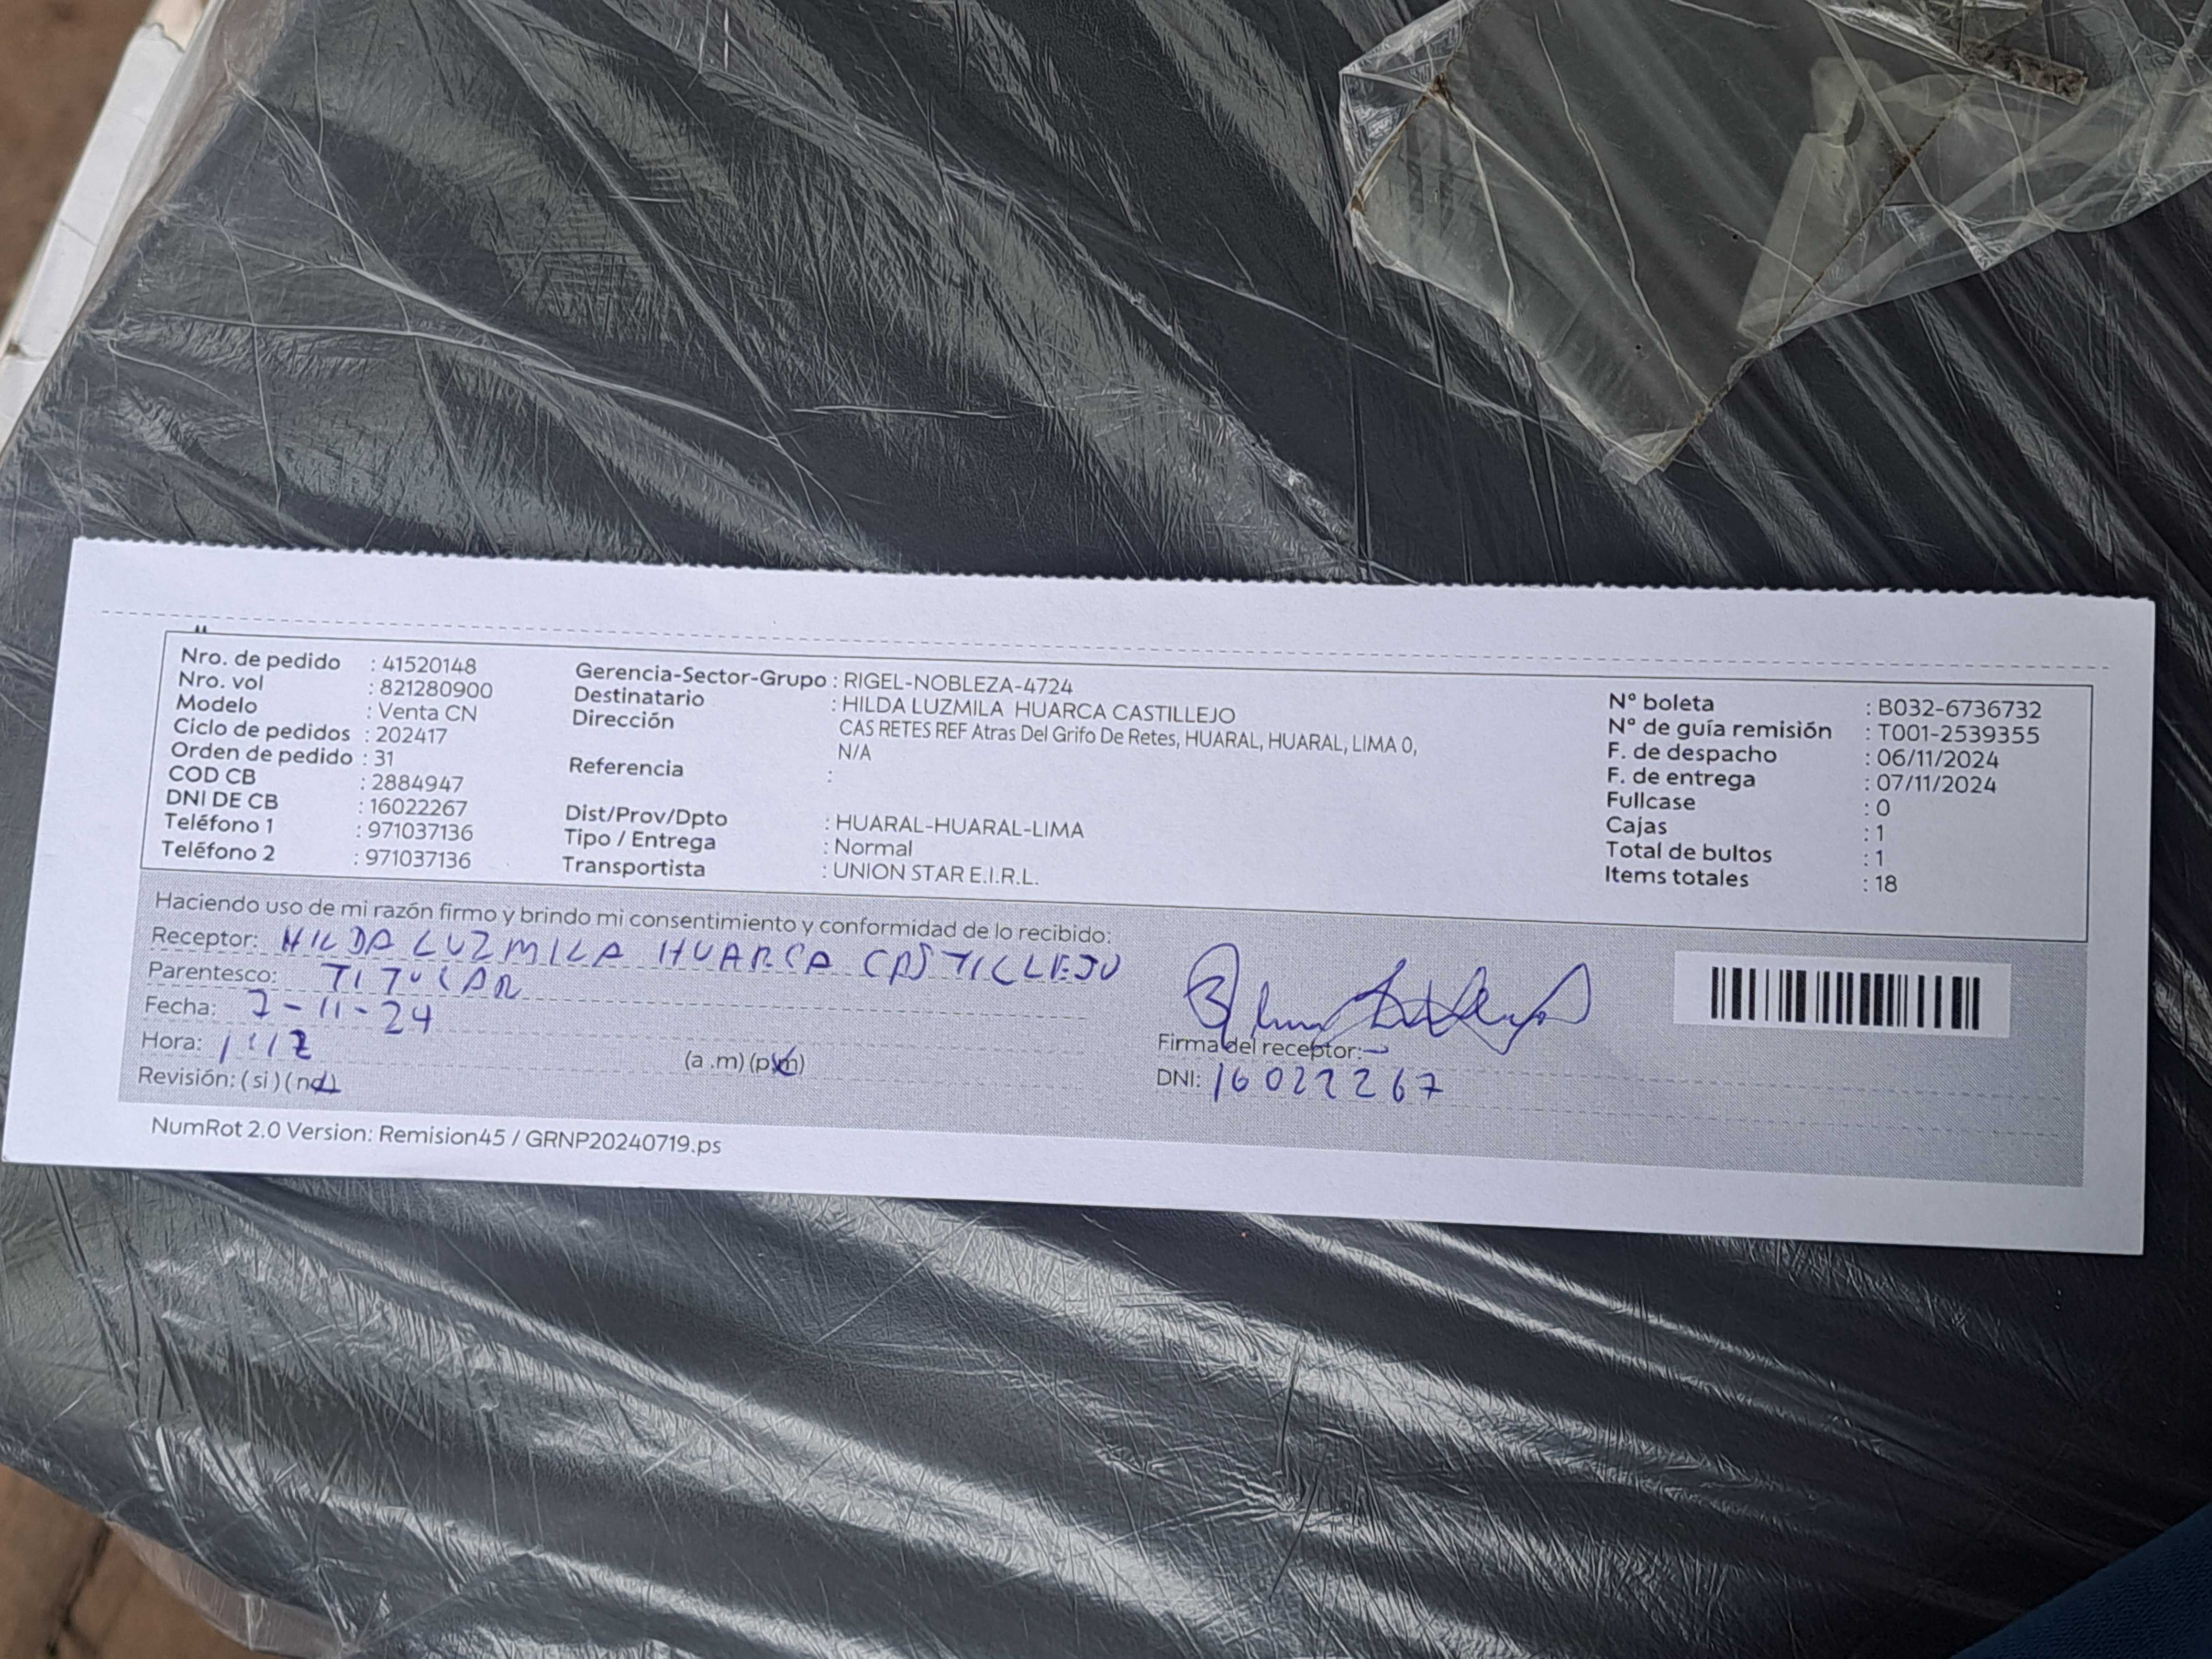 Nro. de pedido : 41520148
Nro. vol : 821280900
Modelo : Venta CN
Ciclo de pedidos : 202417
Orden de pedido : 31
COD CB : 2884947
DNI DE CB : 16022267
Teléfono 1 : 971037136
Teléfono 2 : 971037136
Gerencia-Sector-Grupo : RIGEL-NOBLEZA-4724
Destinatario : HILDA LUZMILA HUARCA CASTILLEJO
Dirección CAS RETES REF Atras Del Grifo De Retes, HUARAL, HUARAL, LIMA 0,
N/A
Referencia :
Dist/Prov/Dpto : HUARAL-HUARAL-LIMA
Tipo / Entrega : Normal
Transportista : UNION STAR E.I.R.L.
N° boleta : B032-6736732
N° de guía remisión : T001-2539355
F. de despacho : 06/11/2024
F. de entrega : 07/11/2024
Fullcase : 0
Cajas : 1
Total de bultos : 1
Items totales : 18
Haciendo uso de mi razón firmo y brindo mi consentimiento y conformidad de lo recibido:
Receptor: HILDA LUZMILA HUARCA CASTILLEJO
Parentesco: TITULAR
Fecha: 7-11-24
Hora: 1:12 (a .m) (p.m)
Revisión: (si) (no)
Firma del receptor:
DNI: 16022267
NumRot 2.0 Version: Remision45 / GRNP20240719.ps